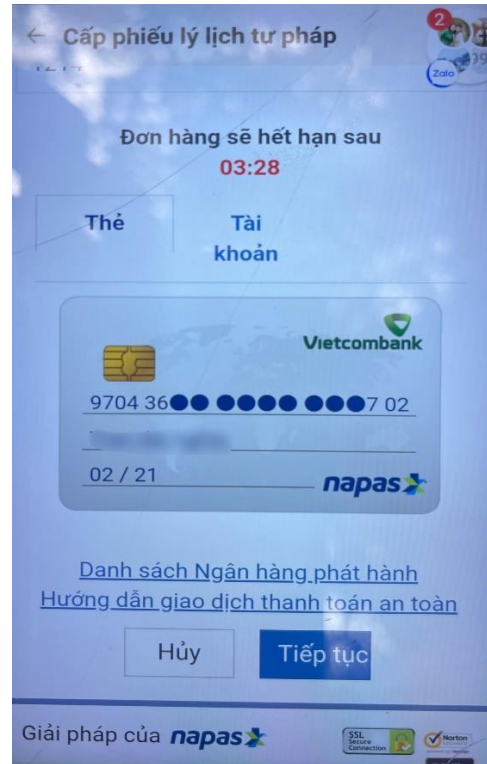 2
← Cấp phiếu lý lịch tư pháp
Zalo
99
Đơn hàng sẽ hết hạn sau
03:28
Thẻ
Tài
khoản
Vietcombank
9704 36●● ●●●● ●●●7 02
02 / 21
napas
Danh sách Ngân hàng phát hành
Hướng dẫn giao dịch thanh toán an toàn
Hủy
Tiếp tục
Giải pháp của napas
SSL
Secure
Connection
Norton